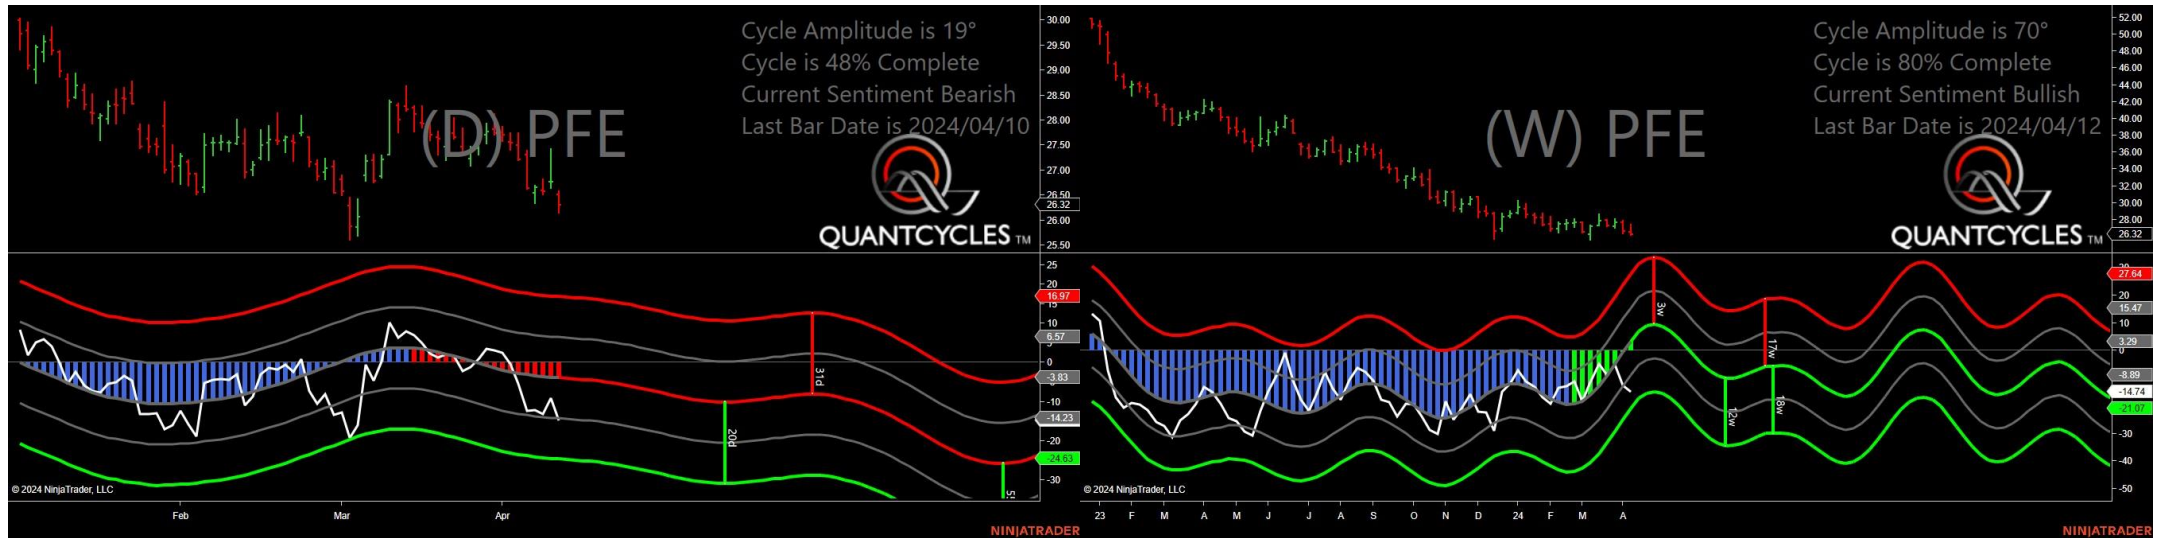 Cycle Amplitude is 19°
Cycle is 48% Complete
Current Sentiment Bearish
Last Bar Date is 2024/04/10
(D) PFE
QUANTCYCLES TM
30.00
29.50
29.00
28.50
28.00
27.50
27.00
26.50
26.32
26.00
25.50
25
20
16.97
15
10
6.57
0
-3.83
-10
-14.23
-20
-24.63
-30
31d
20d
© 2024 NinjaTrader, LLC
Feb Mar Apr
NINJATRADER
Cycle Amplitude is 70°
Cycle is 80% Complete
Current Sentiment Bullish
Last Bar Date is 2024/04/12
(W) PFE
QUANTCYCLES TM
52.00
50.00
48.00
46.00
44.00
42.00
40.00
38.00
36.00
34.00
32.00
30.00
28.00
26.32
27.64
20
15.47
10
3.29
0
-8.89
-14.74
-21.07
-30
-40
-50
3w
17w
12w
18w
© 2024 NinjaTrader, LLC
23 F M A M J J A S O N D 24 F M A
NINJATRADER